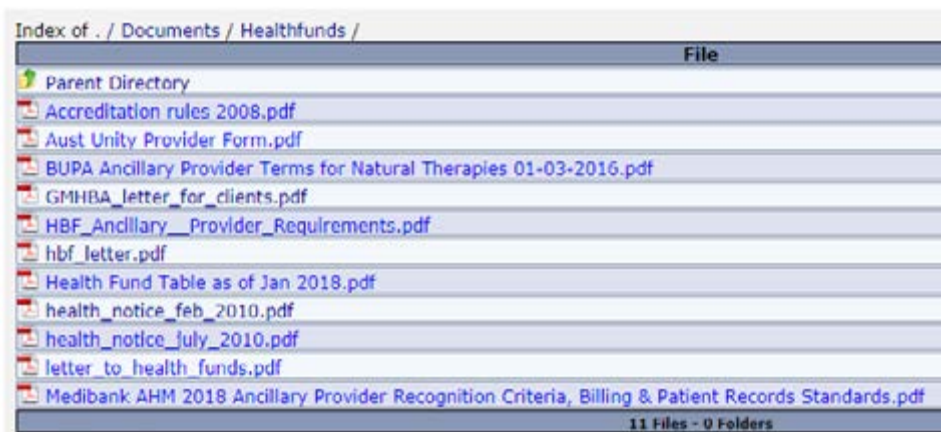 Index of . / Documents / Healthfunds /
File
Parent Directory
Accreditation rules 2008.pdf
Aust Unity Provider Form.pdf
BUPA Ancillary Provider Terms for Natural Therapies 01-03-2016.pdf
GMHBA_letter_for_clients.pdf
HBF_Ancillary__Provider_Requirements.pdf
hbf_letter.pdf
Health Fund Table as of Jan 2018.pdf
health_notice_feb_2010.pdf
health_notice_july_2010.pdf
letter_to_health_funds.pdf
Medibank AHM 2018 Ancillary Provider Recognition Criteria, Billing & Patient Records Standards.pdf
11 Files - 0 Folders